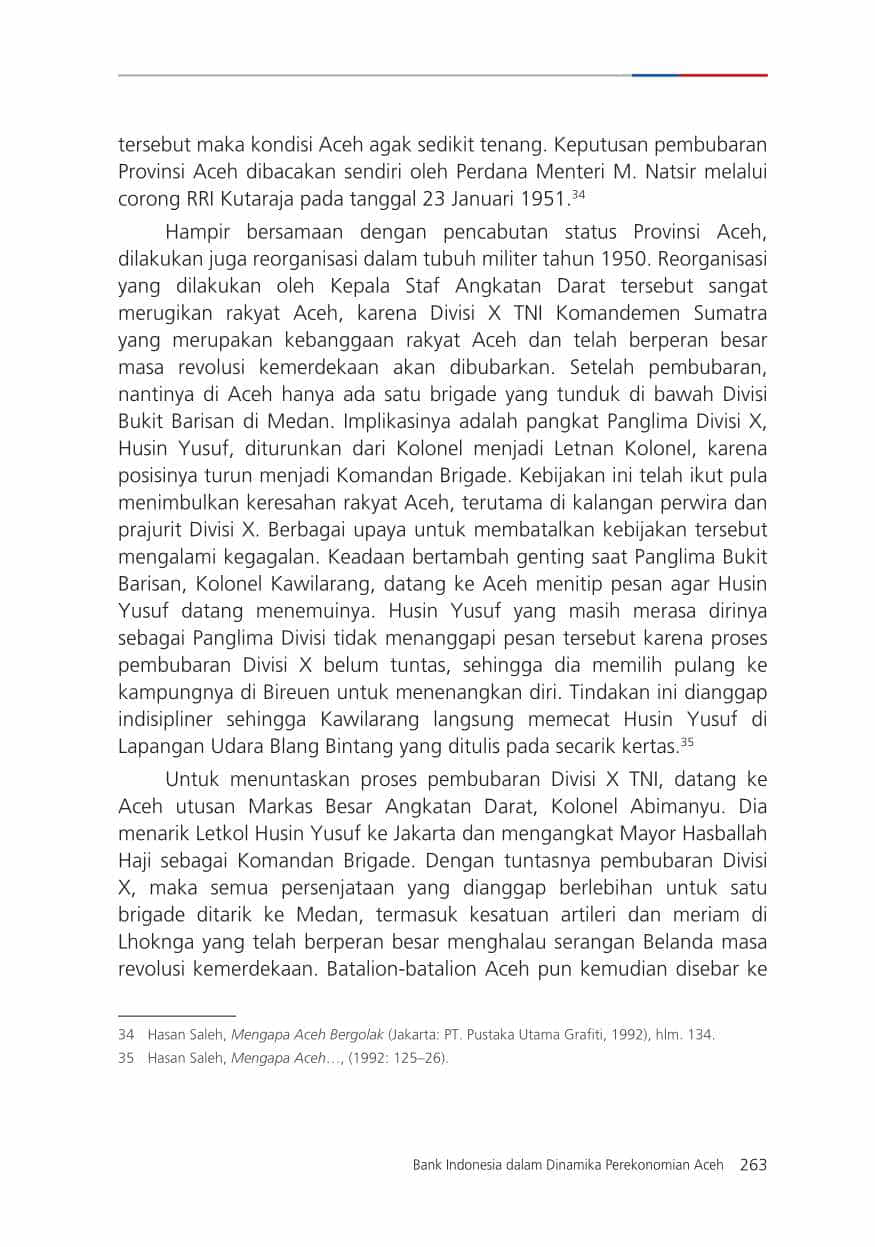 tersebut maka kondisi Aceh agak sedikit tenang. Keputusan pembubaran
Provinsi Aceh dibacakan sendiri oleh Perdana Menteri M. Natsir melalui
corong RRI Kutaraja pada tanggal 23 Januari 1951.³⁴
Hampir bersamaan dengan pencabutan status Provinsi Aceh,
dilakukan juga reorganisasi dalam tubuh militer tahun 1950. Reorganisasi
yang dilakukan oleh Kepala Staf Angkatan Darat tersebut sangat
merugikan rakyat Aceh, karena Divisi X TNI Komandemen Sumatra
yang merupakan kebanggaan rakyat Aceh dan telah berperan besar
masa revolusi kemerdekaan akan dibubarkan. Setelah pembubaran,
nantinya di Aceh hanya ada satu brigade yang tunduk di bawah Divisi
Bukit Barisan di Medan. Implikasinya adalah pangkat Panglima Divisi X,
Husin Yusuf, diturunkan dari Kolonel menjadi Letnan Kolonel, karena
posisinya turun menjadi Komandan Brigade. Kebijakan ini telah ikut pula
menimbulkan keresahan rakyat Aceh, terutama di kalangan perwira dan
prajurit Divisi X. Berbagai upaya untuk membatalkan kebijakan tersebut
mengalami kegagalan. Keadaan bertambah genting saat Panglima Bukit
Barisan, Kolonel Kawilarang, datang ke Aceh menitip pesan agar Husin
Yusuf datang menemuinya. Husin Yusuf yang masih merasa dirinya
sebagai Panglima Divisi tidak menanggapi pesan tersebut karena proses
pembubaran Divisi X belum tuntas, sehingga dia memilih pulang ke
kampungnya di Bireuen untuk menenangkan diri. Tindakan ini dianggap
indisipliner sehingga Kawilarang langsung memecat Husin Yusuf di
Lapangan Udara Blang Bintang yang ditulis pada secarik kertas.³⁵
Untuk menuntaskan proses pembubaran Divisi X TNI, datang ke
Aceh utusan Markas Besar Angkatan Darat, Kolonel Abimanyu. Dia
menarik Letkol Husin Yusuf ke Jakarta dan mengangkat Mayor Hasballah
Haji sebagai Komandan Brigade. Dengan tuntasnya pembubaran Divisi
X, maka semua persenjataan yang dianggap berlebihan untuk satu
brigade ditarik ke Medan, termasuk kesatuan artileri dan meriam di
Lhoknga yang telah berperan besar menghalau serangan Belanda masa
revolusi kemerdekaan. Batalion-batalion Aceh pun kemudian disebar ke
34 Hasan Saleh, Mengapa Aceh Bergolak (Jakarta: PT. Pustaka Utama Grafiti, 1992), hlm. 134.
35 Hasan Saleh, Mengapa Aceh…, (1992: 125–26).
Bank Indonesia dalam Dinamika Perekonomian Aceh 263